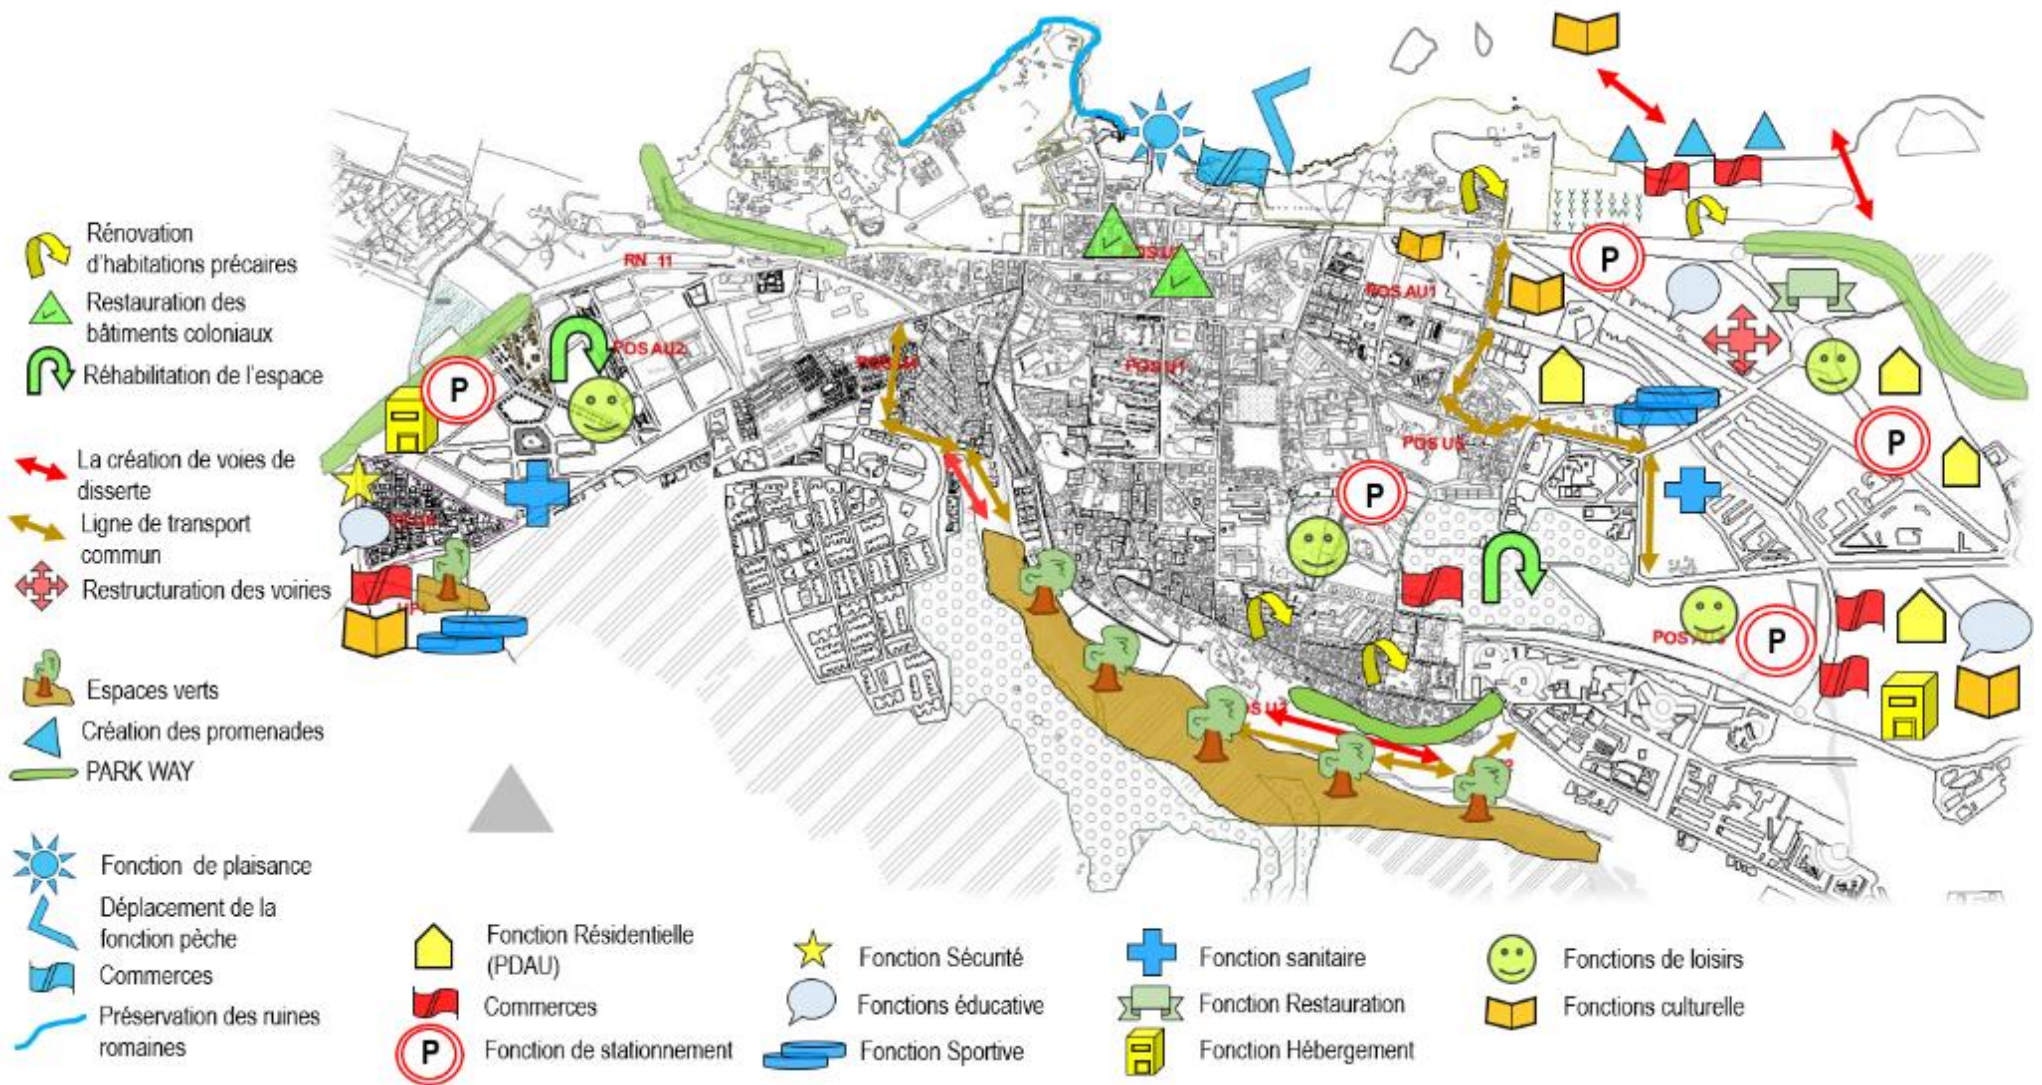 Rénovation
d'habitations précaires
Restauration des
bâtiments coloniaux
Réhabilitation de l'espace
La création de voies de
disserte
Ligne de transport
commun
Restructuration des voiries
Espaces verts
Création des promenades
PARK WAY
Fonction de plaisance
Déplacement de la
fonction pèche
Commerces
Préservation des ruines
romaines
Fonction Résidentielle
(PDAU)
Commerces
P
Fonction de stationnement
Fonction Sécurité
Fonctions éducative
Fonction Sportive
Fonction sanitaire
Fonction Restauration
Fonction Hébergement
Fonctions de loisirs
Fonctions culturelle
RN 11
POS AU2
POS AU1
POS U1
POS U5
POS
P
P
P
P
P